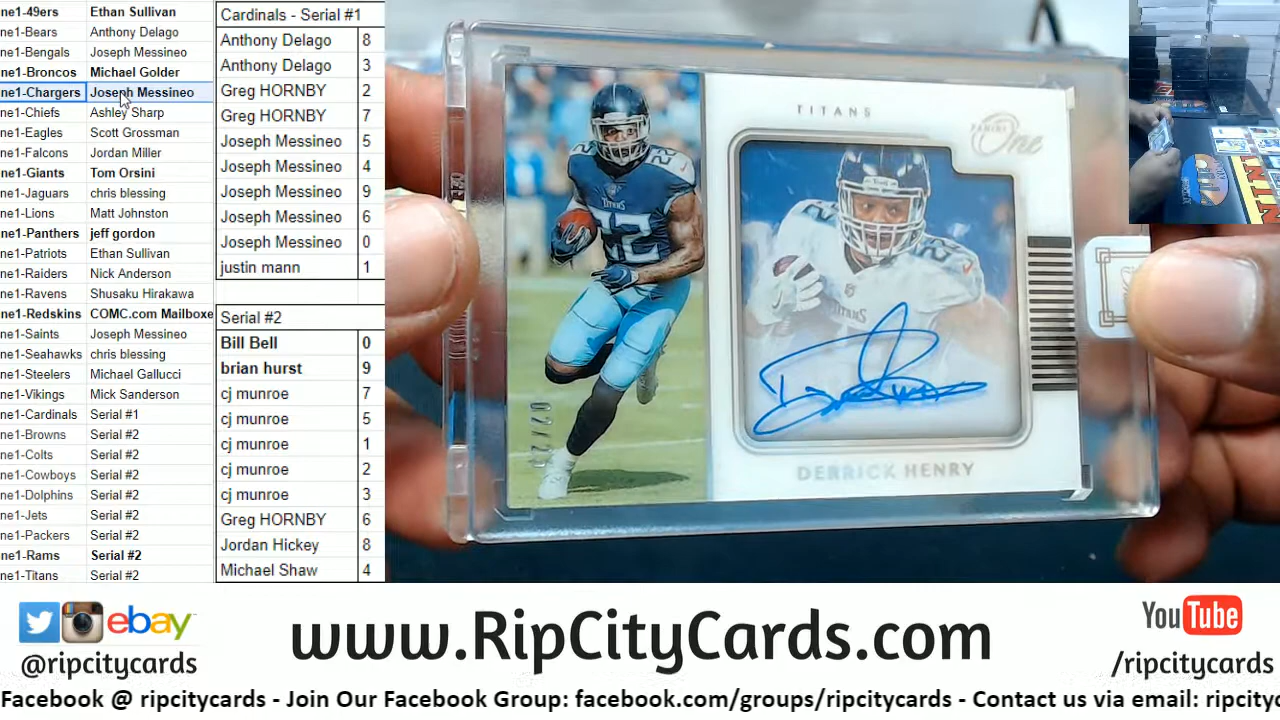 ne1-49ers Ethan Sullivan
ne1-Bears Anthony Delago
ne1-Bengals Joseph Messineo
ne1-Broncos Michael Golder
ne1-Chargers Joseph Messineo
ne1-Chiefs Ashley Sharp
ne1-Eagles Scott Grossman
ne1-Falcons Jordan Miller
ne1-Giants Tom Orsini
ne1-Jaguars chris blessing
ne1-Lions Matt Johnston
ne1-Panthers jeff gordon
ne1-Patriots Ethan Sullivan
ne1-Raiders Nick Anderson
ne1-Ravens Shusaku Hirakawa
ne1-Redskins COMC.com Mailboxe
ne1-Saints Joseph Messineo
ne1-Seahawks chris blessing
ne1-Steelers Michael Gallucci
ne1-Vikings Mick Sanderson
ne1-Cardinals Serial #1
ne1-Browns Serial #2
ne1-Colts Serial #2
ne1-Cowboys Serial #2
ne1-Dolphins Serial #2
ne1-Jets Serial #2
ne1-Packers Serial #2
ne1-Rams Serial #2
ne1-Titans Serial #2
Cardinals - Serial #1
Anthony Delago 8
Anthony Delago 3
Greg HORNBY 2
Greg HORNBY 7
Joseph Messineo 5
Joseph Messineo 4
Joseph Messineo 9
Joseph Messineo 6
Joseph Messineo 0
justin mann 1
Serial #2
Bill Bell 0
brian hurst 9
cj munroe 7
cj munroe 5
cj munroe 1
cj munroe 2
cj munroe 3
Greg HORNBY 6
Jordan Hickey 8
Michael Shaw 4
TITANS
PANINI
One
22
TITANS
DERRICK HENRY
ebay
@ripcitycards
www.RipCityCards.com
YouTube
/ripcitycards
Facebook @ ripcitycards - Join Our Facebook Group: facebook.com/groups/ripcitycards - Contact us via email: ripcityc